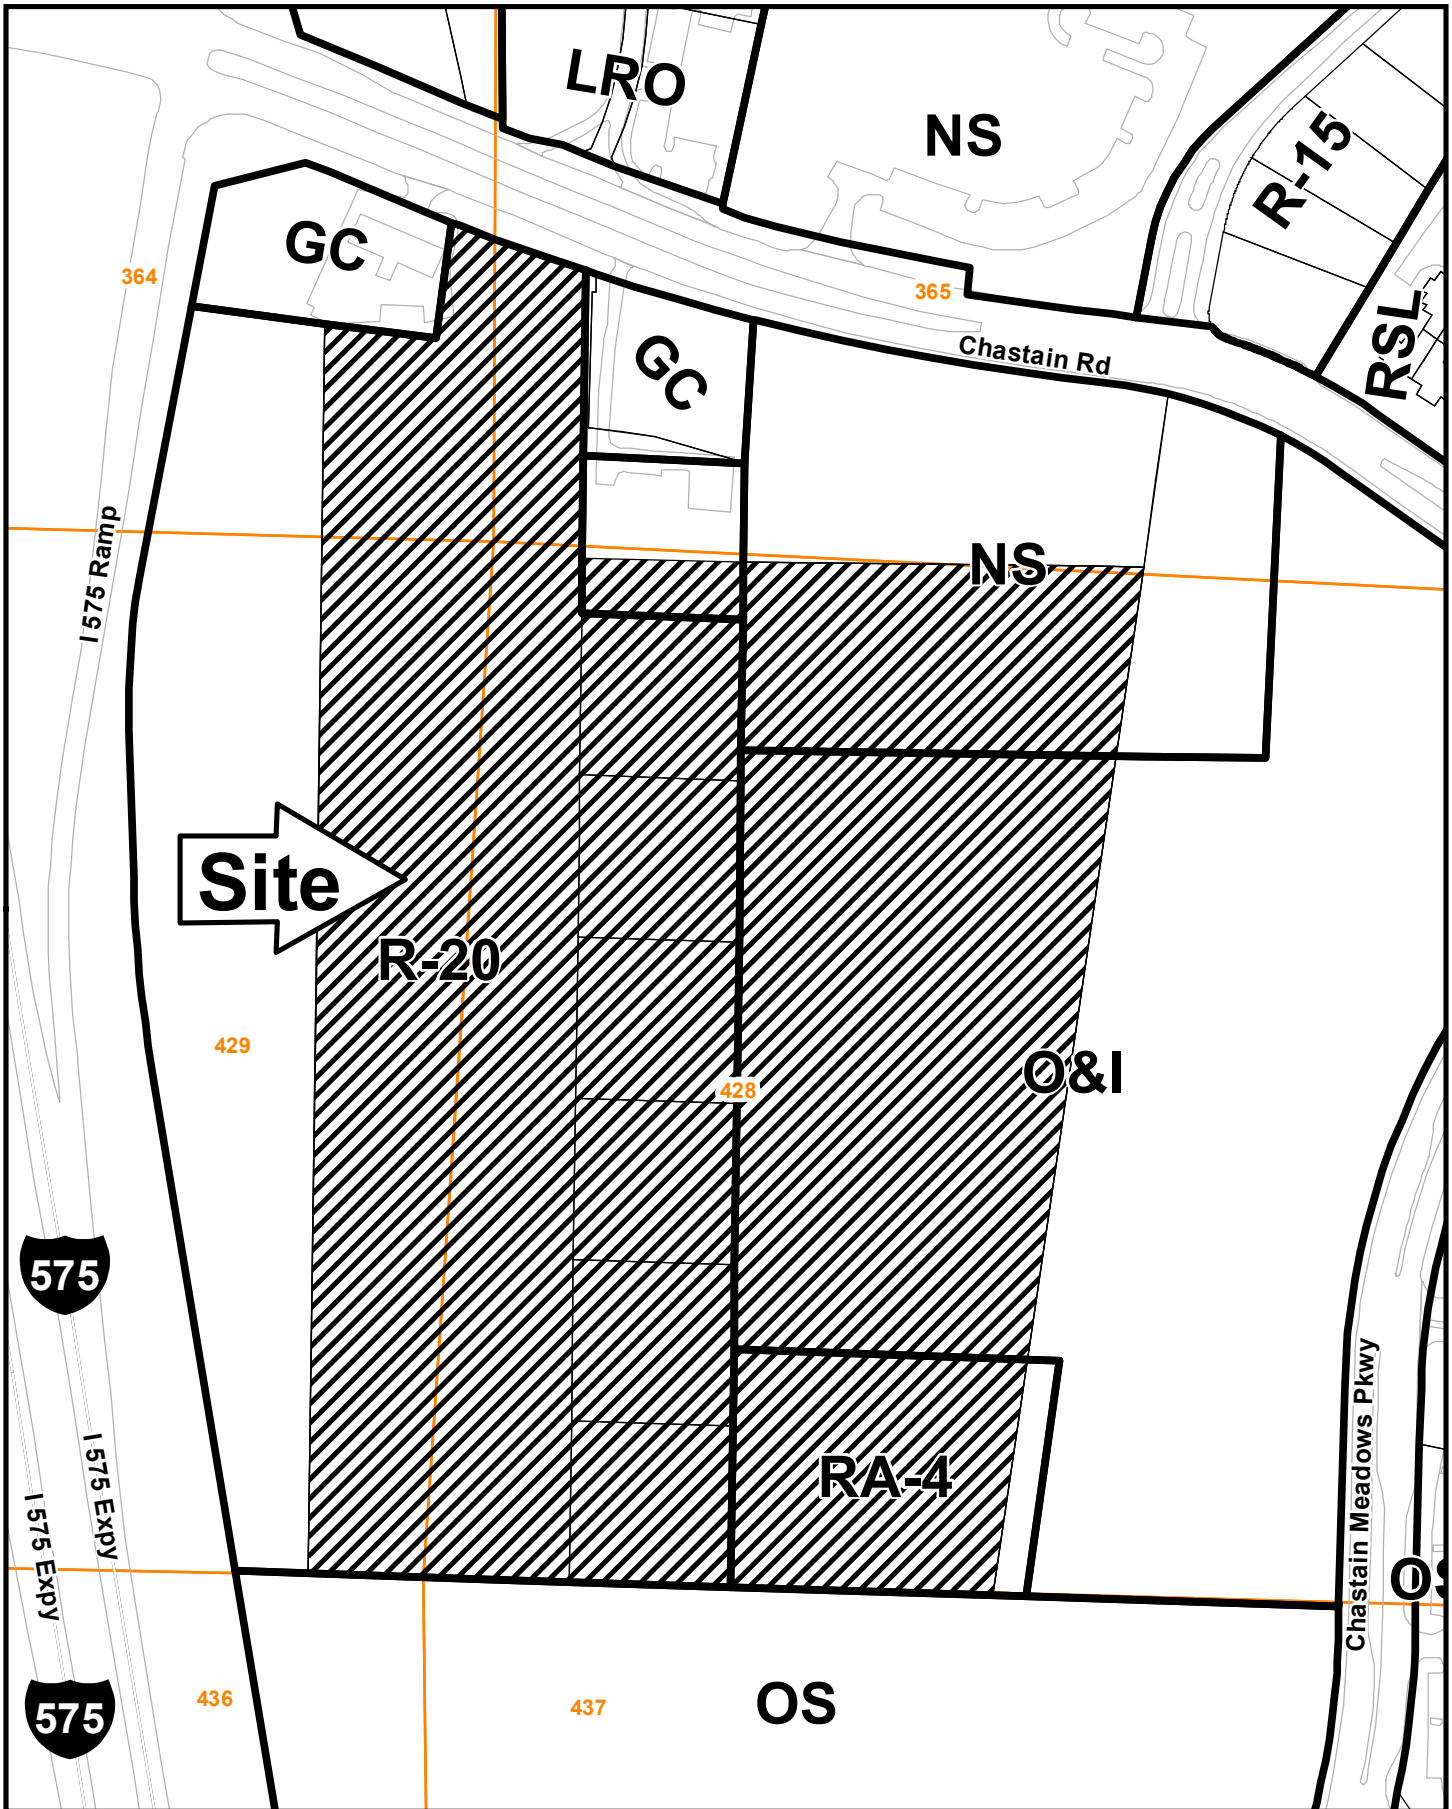 LRO
NS
R-15
GC
364
365
RSL
GC
Chastain Rd
I 575 Ramp
NS
Site
R-20
429
O&I
428
575
Chastain Meadows Pkwy
I 575 Expy
RA-4
I 575 Expy
OS
436
437
OS
575